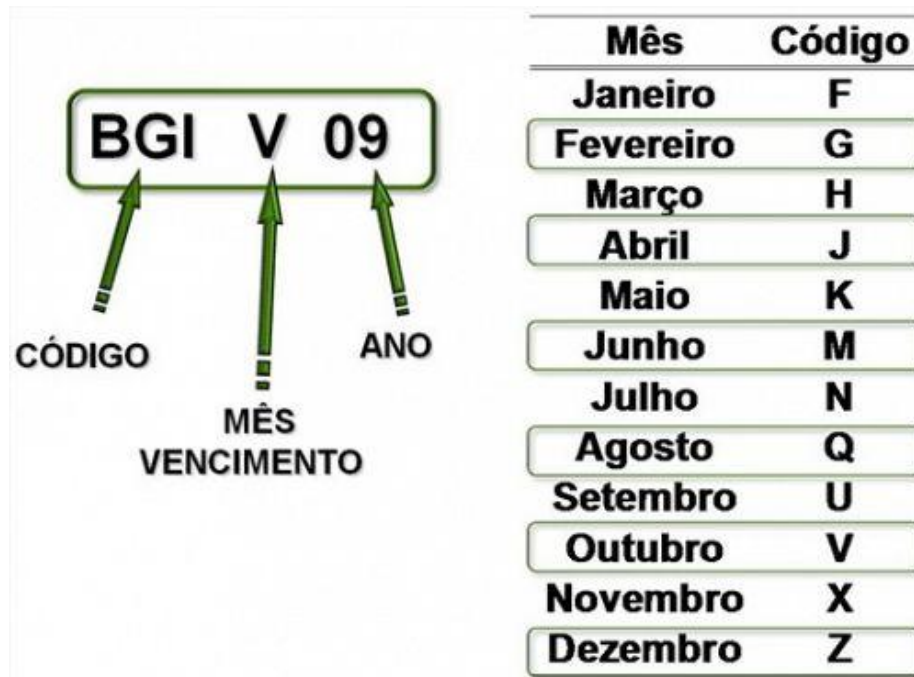 BGI V 09
CÓDIGO
MÊS
VENCIMENTO
ANO
Mês Código
Janeiro F
Fevereiro G
Março H
Abril J
Maio K
Junho M
Julho N
Agosto Q
Setembro U
Outubro V
Novembro X
Dezembro Z